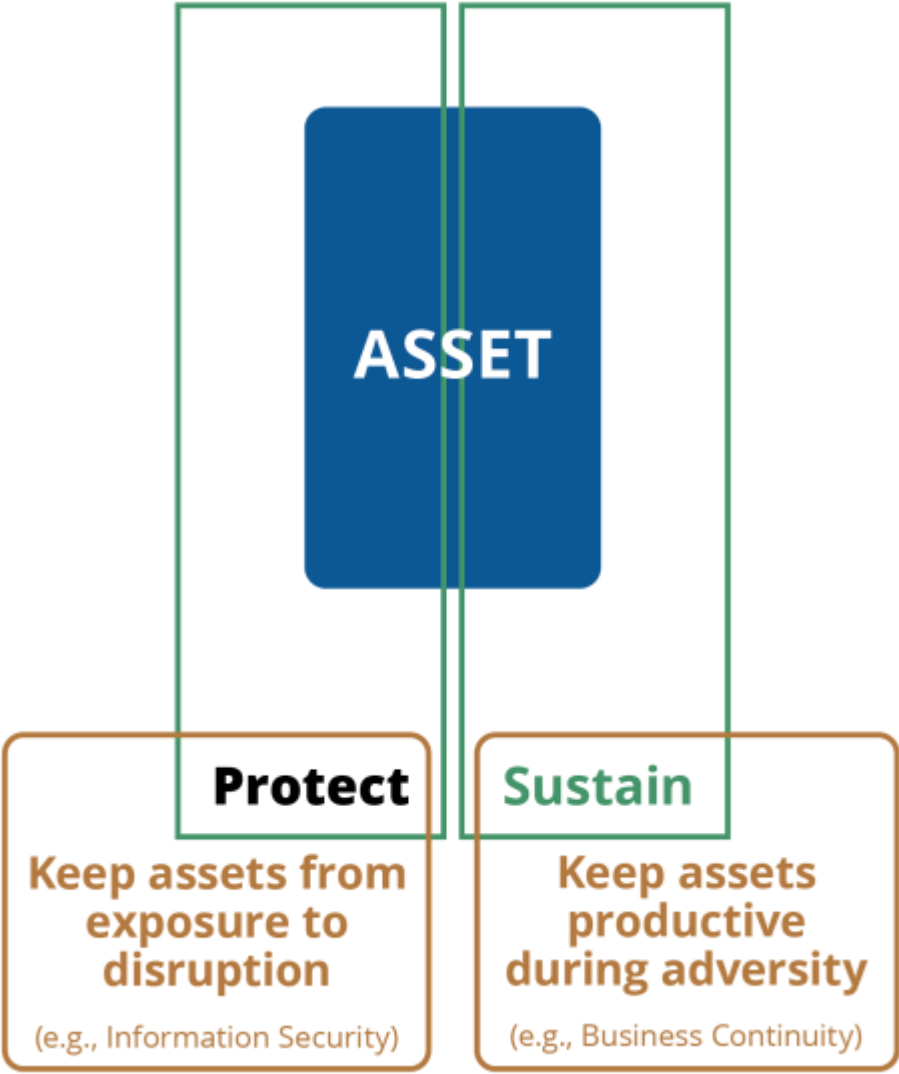 ASSET
Protect
Keep assets from
exposure to
disruption
(e.g., Information Security)
Sustain
Keep assets
productive
during adversity
(e.g., Business Continuity)